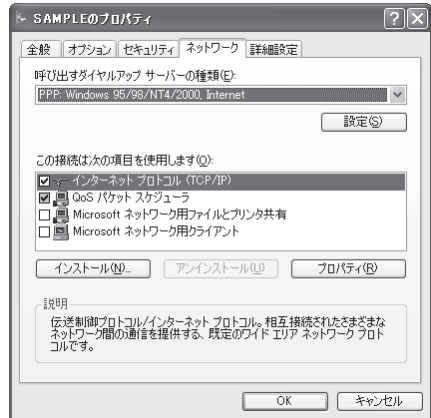 SAMPLEのプロパティ
全般 オプション セキュリティ ネットワーク 詳細設定
呼び出すダイヤルアップ サーバーの種類(E):
PPP: Windows 95/98/NT4/2000, Internet
設定(S)
この接続は次の項目を使用します(O):
インターネット プロトコル (TCP/IP)
QoS パケット スケジューラ
Microsoft ネットワーク用ファイルとプリンタ共有
Microsoft ネットワーク用クライアント
インストール(N)... アンインストール(U) プロパティ(R)
説明
伝送制御プロトコル/インターネット プロトコル。相互接続されたさまざまな
ネットワーク間の通信を提供する、既定のワイド エリア ネットワーク プロト
コルです。
OK キャンセル